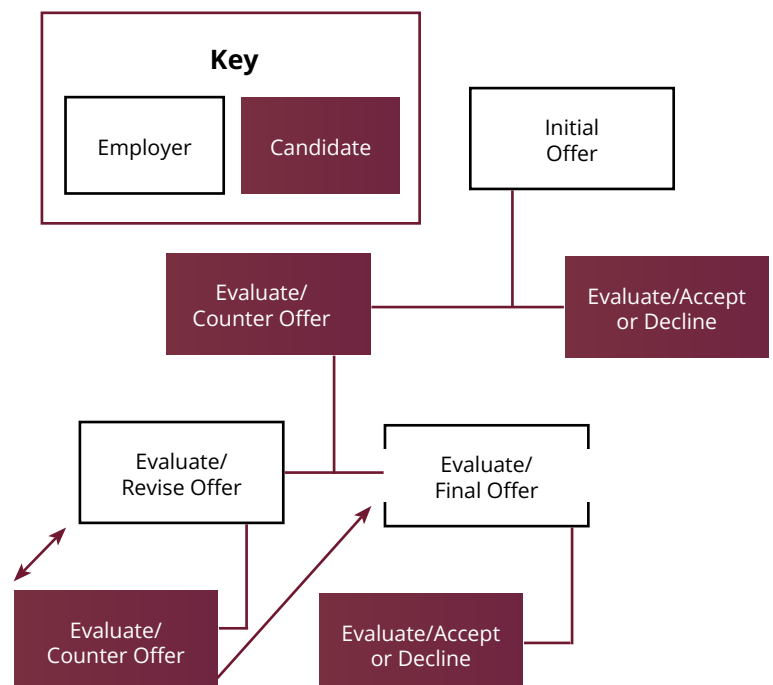 Key
Employer
Candidate
Initial
Offer
Evaluate/
Counter Offer
Evaluate/Accept
or Decline
Evaluate/
Revise Offer
Evaluate/
Final Offer
Evaluate/
Counter Offer
Evaluate/Accept
or Decline